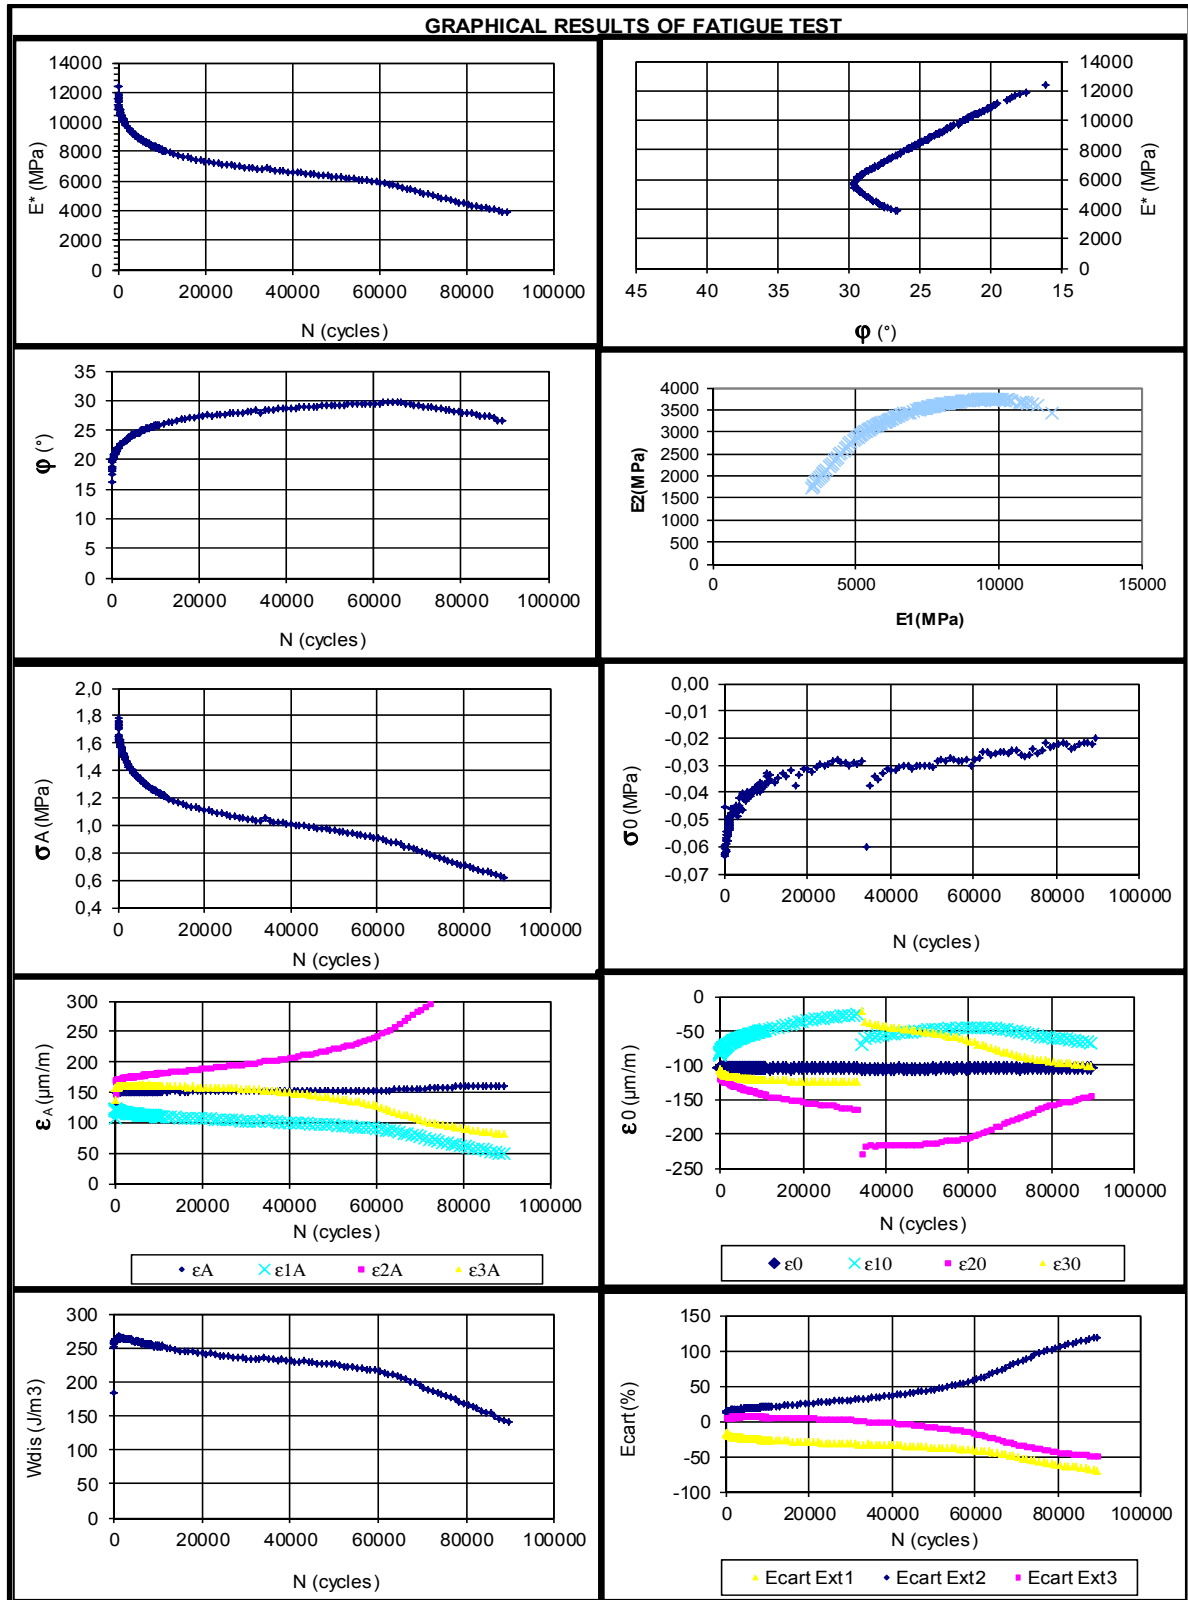 GRAPHICAL RESULTS OF FATIGUE TEST
E* (MPa)
14000
12000
10000
8000
6000
4000
2000
0
0 20000 40000 60000 80000 100000
N (cycles)
14000
12000
10000
8000
6000
4000
2000
0
E* (MPa)
45 40 35 30 25 20 15
φ (°)
φ (°)
35
30
25
20
15
10
5
0
0 20000 40000 60000 80000 100000
N (cycles)
E2(MPa)
4000
3500
3000
2500
2000
1500
1000
500
0
0 5000 10000 15000
E1(MPa)
σA (MPa)
2,0
1,8
1,6
1,4
1,2
1,0
0,8
0,6
0,4
0 20000 40000 60000 80000 100000
N (cycles)
σ0 (MPa)
0,00
-0,01
-0,02
-0,03
-0,04
-0,05
-0,06
-0,07
0 20000 40000 60000 80000 100000
N (cycles)
εA (µm/m)
300
250
200
150
100
50
0
0 20000 40000 60000 80000 100000
N (cycles)
εA ε1A ε2A ε3A
ε0 (µm/m)
0
-50
-100
-150
-200
-250
0 20000 40000 60000 80000 100000
N (cycles)
ε0 ε10 ε20 ε30
Wdis (J/m3)
300
250
200
150
100
50
0
0 20000 40000 60000 80000 100000
N (cycles)
Ecart (%)
150
100
50
0
-50
-100
0 20000 40000 60000 80000 100000
N (cycles)
Ecart Ext1 Ecart Ext2 Ecart Ext3